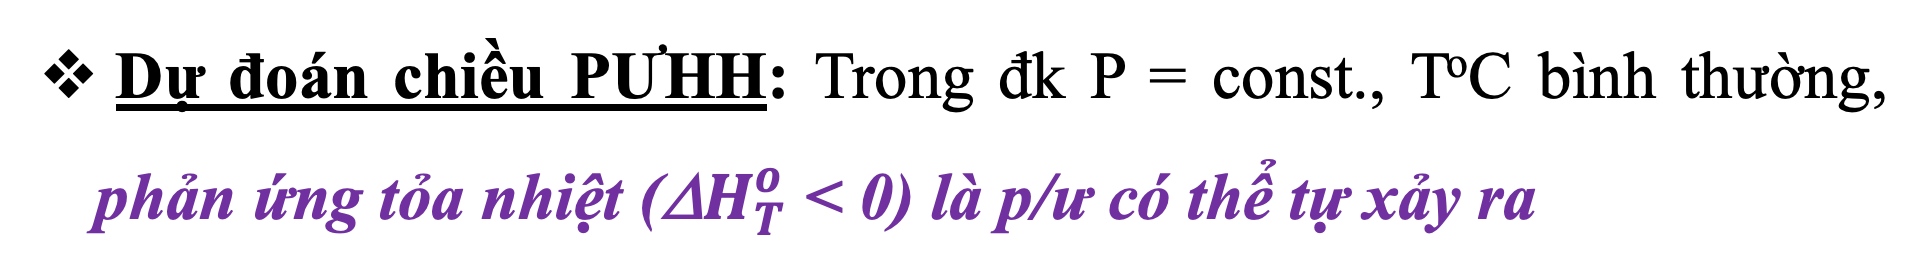 ❖ Dự đoán chiều PƯHH: Trong đk P = const., TºC bình thường,
phản ứng tỏa nhiệt (ΔHºT < 0) là p/ư có thể tự xảy ra